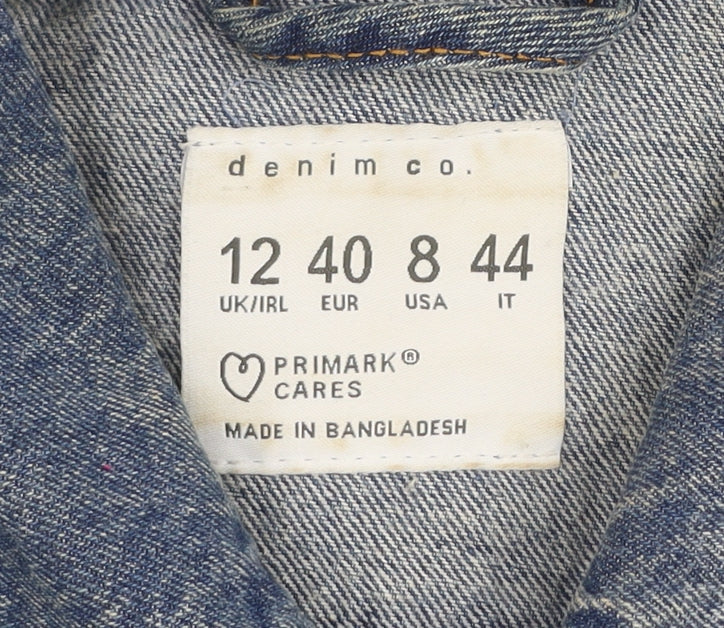 denim co.
12 40 8 44
UK/IRL EUR USA IT
PRIMARK®
CARES
MADE IN BANGLADESH